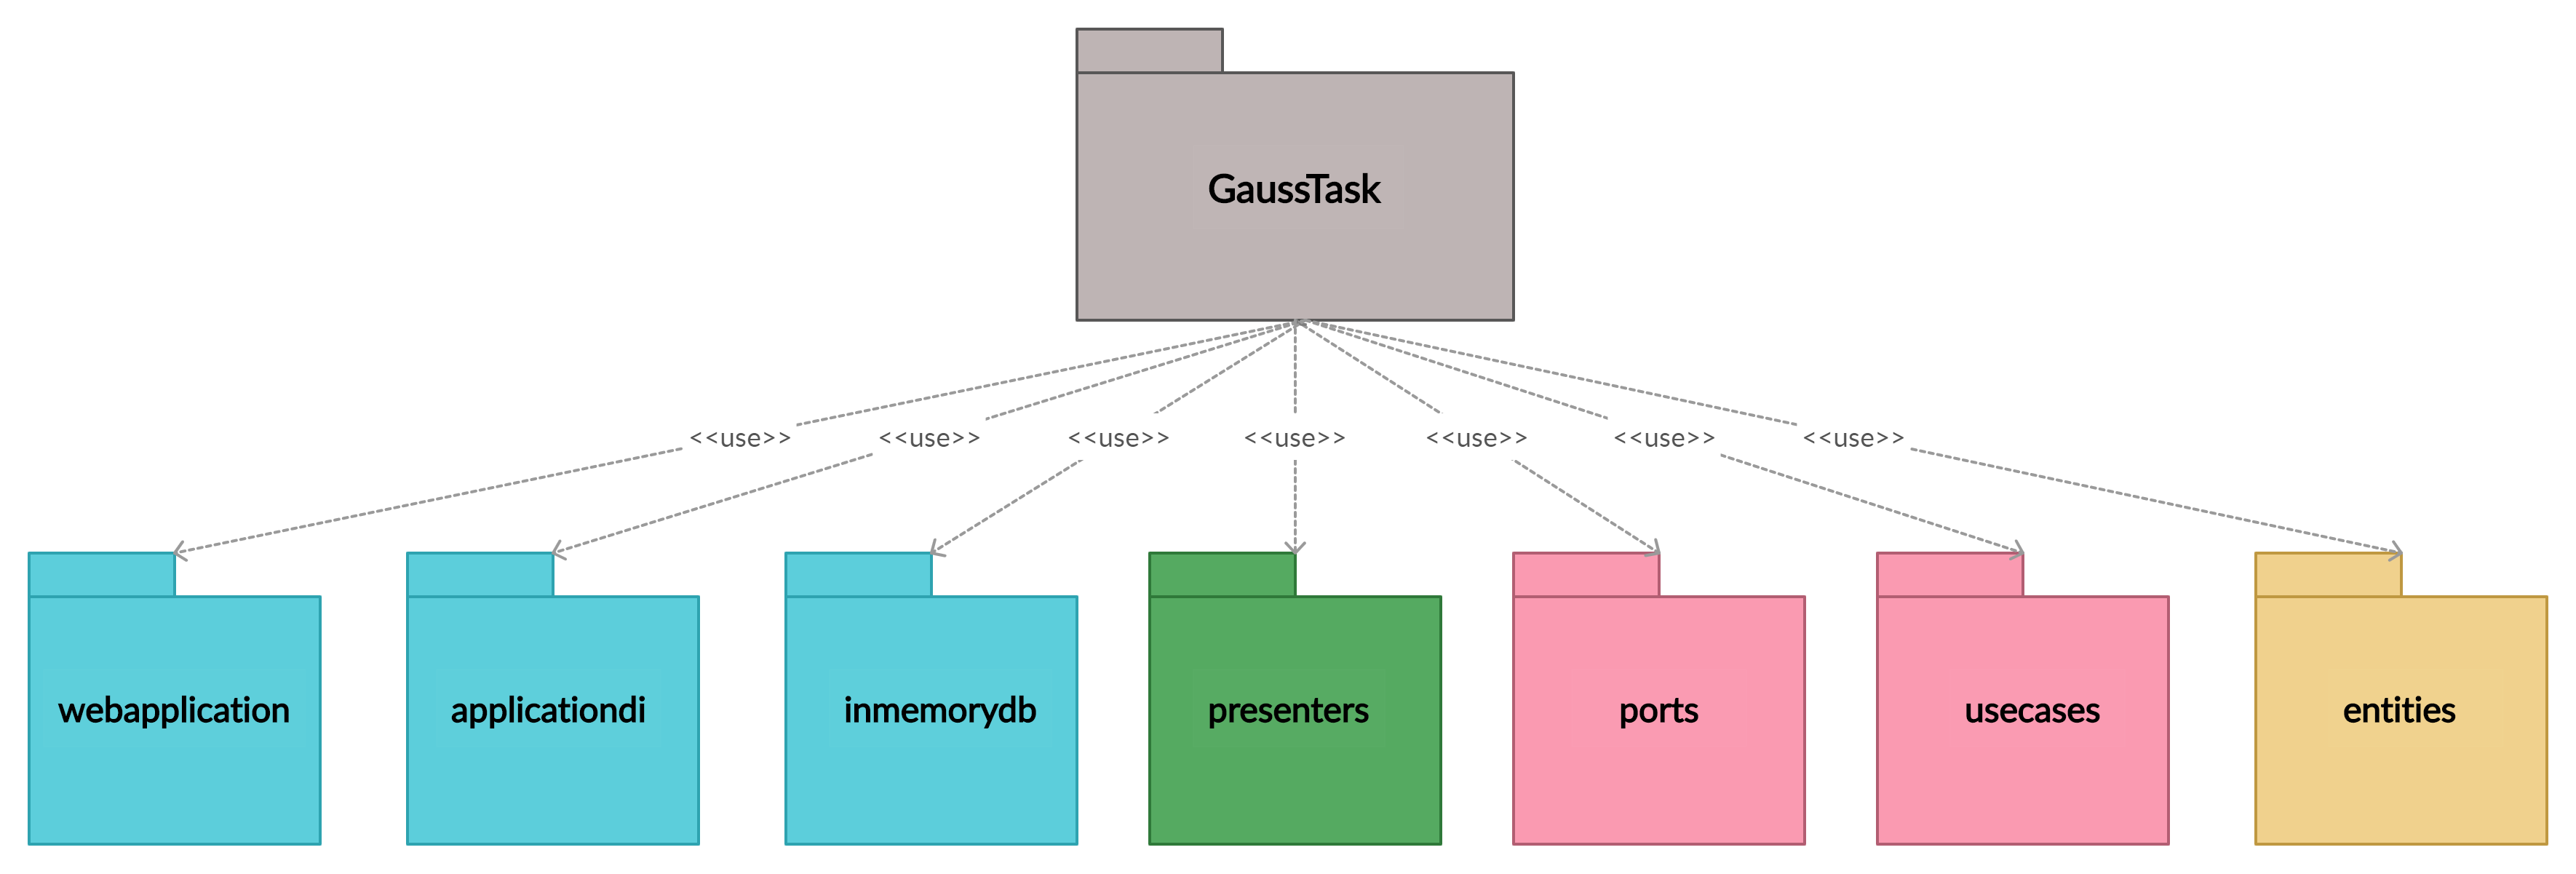 GaussTask
<<use>> <<use>> <<use>> <<use>> <<use>> <<use>> <<use>>
webapplication applicationdi inmemorydb presenters ports usecases entities